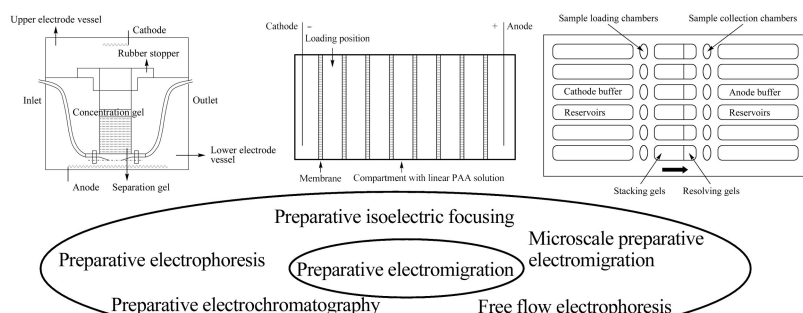 Upper electrode vessel
Cathode
Rubber stopper
Inlet
Concentration gel
Outlet
Lower electrode
vessel
Anode
Separation gel
Cathode
−
+
Anode
Loading position
Membrane
Compartment with linear PAA solution
Sample loading chambers
Sample collection chambers
Cathode buffer
Anode buffer
Reservoirs
Reservoirs
Stacking gels
Resolving gels
Preparative isoelectric focusing
Preparative electrophoresis
Microscale preparative
electromigration
Preparative electromigration
Preparative electrochromatography
Free flow electrophoresis